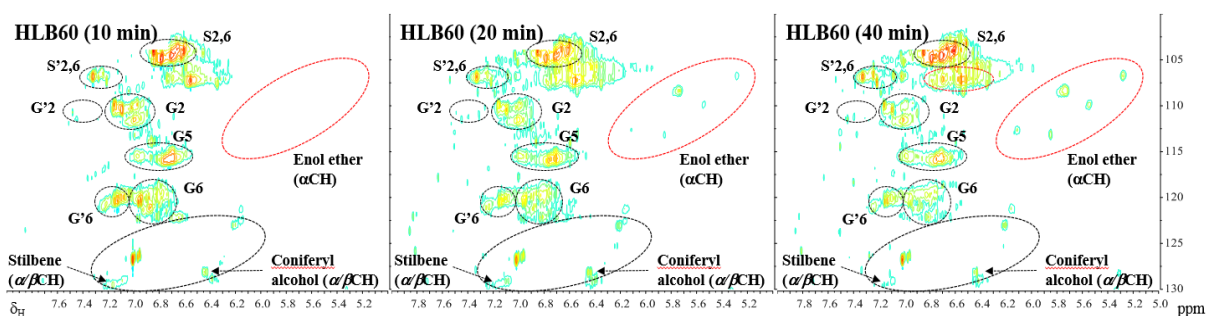 HLB60 (10 min)
S2,6
S'2,6
G'2
G2
G5
Enol ether
(αCH)
G6
G'6
Stilbene
(α/βCH)
Coniferyl
alcohol (α/βCH)
7.8 7.6 7.4 7.2 7.0 6.8 6.6 6.4 6.2 6.0 5.8 5.6 5.4 5.2
δH
HLB60 (20 min)
S2,6
S'2,6
G'2
G2
G5
Enol ether
(αCH)
G6
G'6
Stilbene
(α/βCH)
Coniferyl
alcohol (α/βCH)
7.8 7.6 7.4 7.2 7.0 6.8 6.6 6.4 6.2 6.0 5.8 5.6 5.4 5.2
HLB60 (40 min)
S2,6
S'2,6
G'2
G2
G5
Enol ether
(αCH)
G6
G'6
Stilbene
(α/βCH)
Coniferyl
alcohol (α/βCH)
7.8 7.6 7.4 7.2 7.0 6.8 6.6 6.4 6.2 6.0 5.8 5.6 5.4 5.2 5.0
105
110
115
120
125
130
ppm